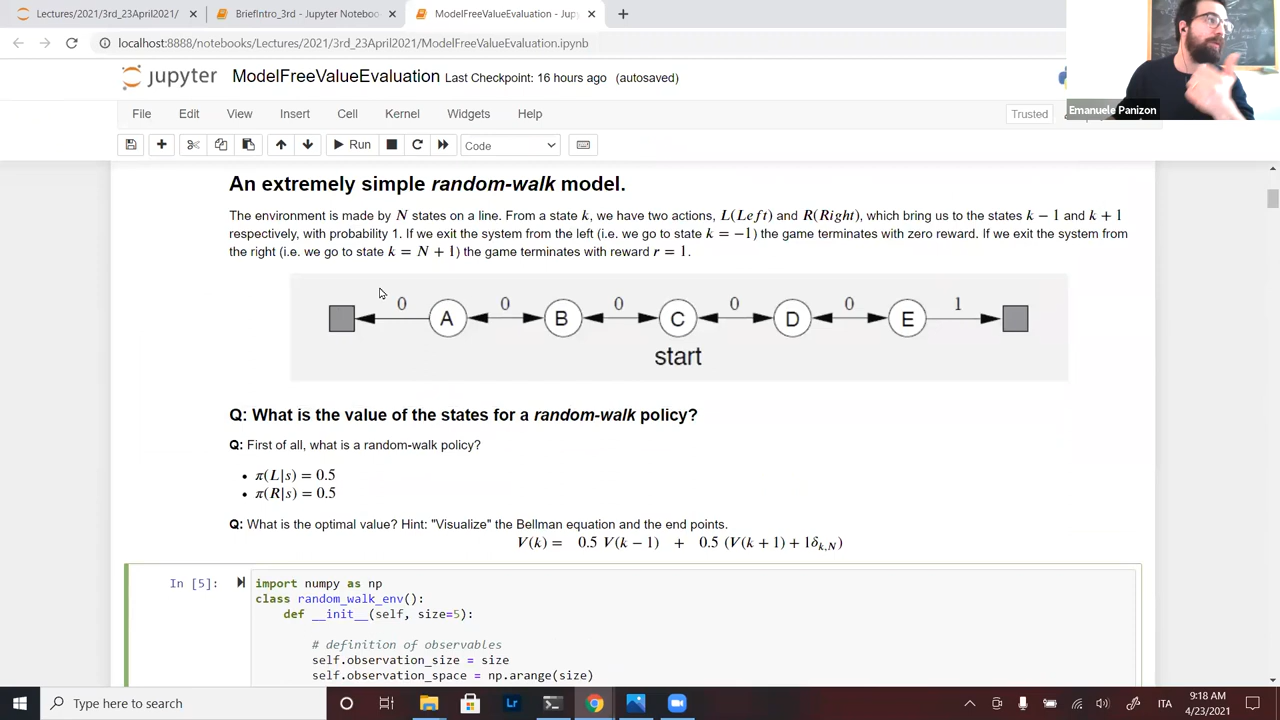 Lectures/2021/3rd_23April2021/
BriefIntro_3rd - Jupyter Noteboo
ModelFreeValueEvaluation - Jup
localhost:8888/notebooks/Lectures/2021/3rd_23April2021/ModelFreeValueEvaluation.ipynb
jupyter ModelFreeValueEvaluation Last Checkpoint: 16 hours ago (autosaved)
Emanuele Panizon
File Edit View Insert Cell Kernel Widgets Help Trusted
Run Code
An extremely simple random-walk model.
The environment is made by N states on a line. From a state k, we have two actions, L(Left) and R(Right), which bring us to the states k − 1 and k + 1
respectively, with probability 1. If we exit the system from the left (i.e. we go to state k = −1) the game terminates with zero reward. If we exit the system from
the right (i.e. we go to state k = N + 1) the game terminates with reward r = 1.
0 0 0 0 0 1
A B C D E
start
Q: What is the value of the states for a random-walk policy?
Q: First of all, what is a random-walk policy?
• π(L|s) = 0.5
• π(R|s) = 0.5
Q: What is the optimal value? Hint: "Visualize" the Bellman equation and the end points.
V(k) = 0.5 V(k − 1) + 0.5 (V(k + 1) + 1δk,N)
In [5]:
import numpy as np
class random_walk_env():
def __init__(self, size=5):
# definition of observables
self.observation_size = size
self.observation_space = np.arange(size)
Type here to search
Lr
ITA
9:18 AM
4/23/2021